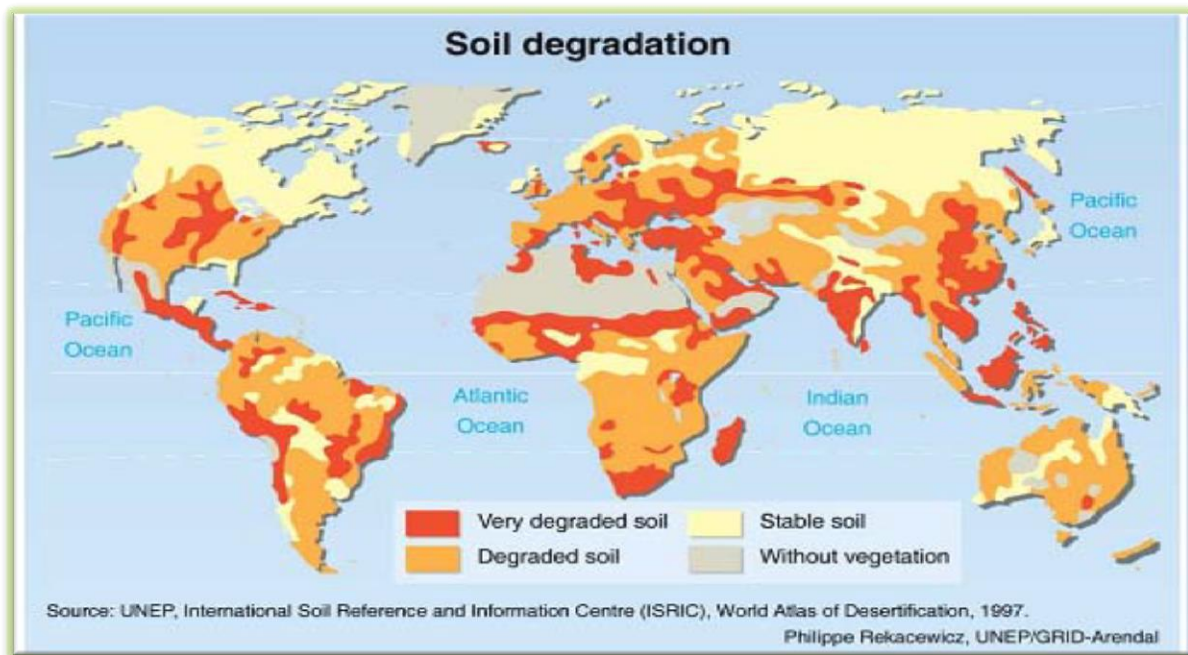 Soil degradation
Pacific
Ocean
Pacific
Ocean
Atlantic
Ocean
Indian
Ocean
Very degraded soil
Stable soil
Degraded soil
Without vegetation
Source: UNEP, International Soil Reference and Information Centre (ISRIC), World Atlas of Desertification, 1997.
Philippe Rekacewicz, UNEP/GRID-Arendal